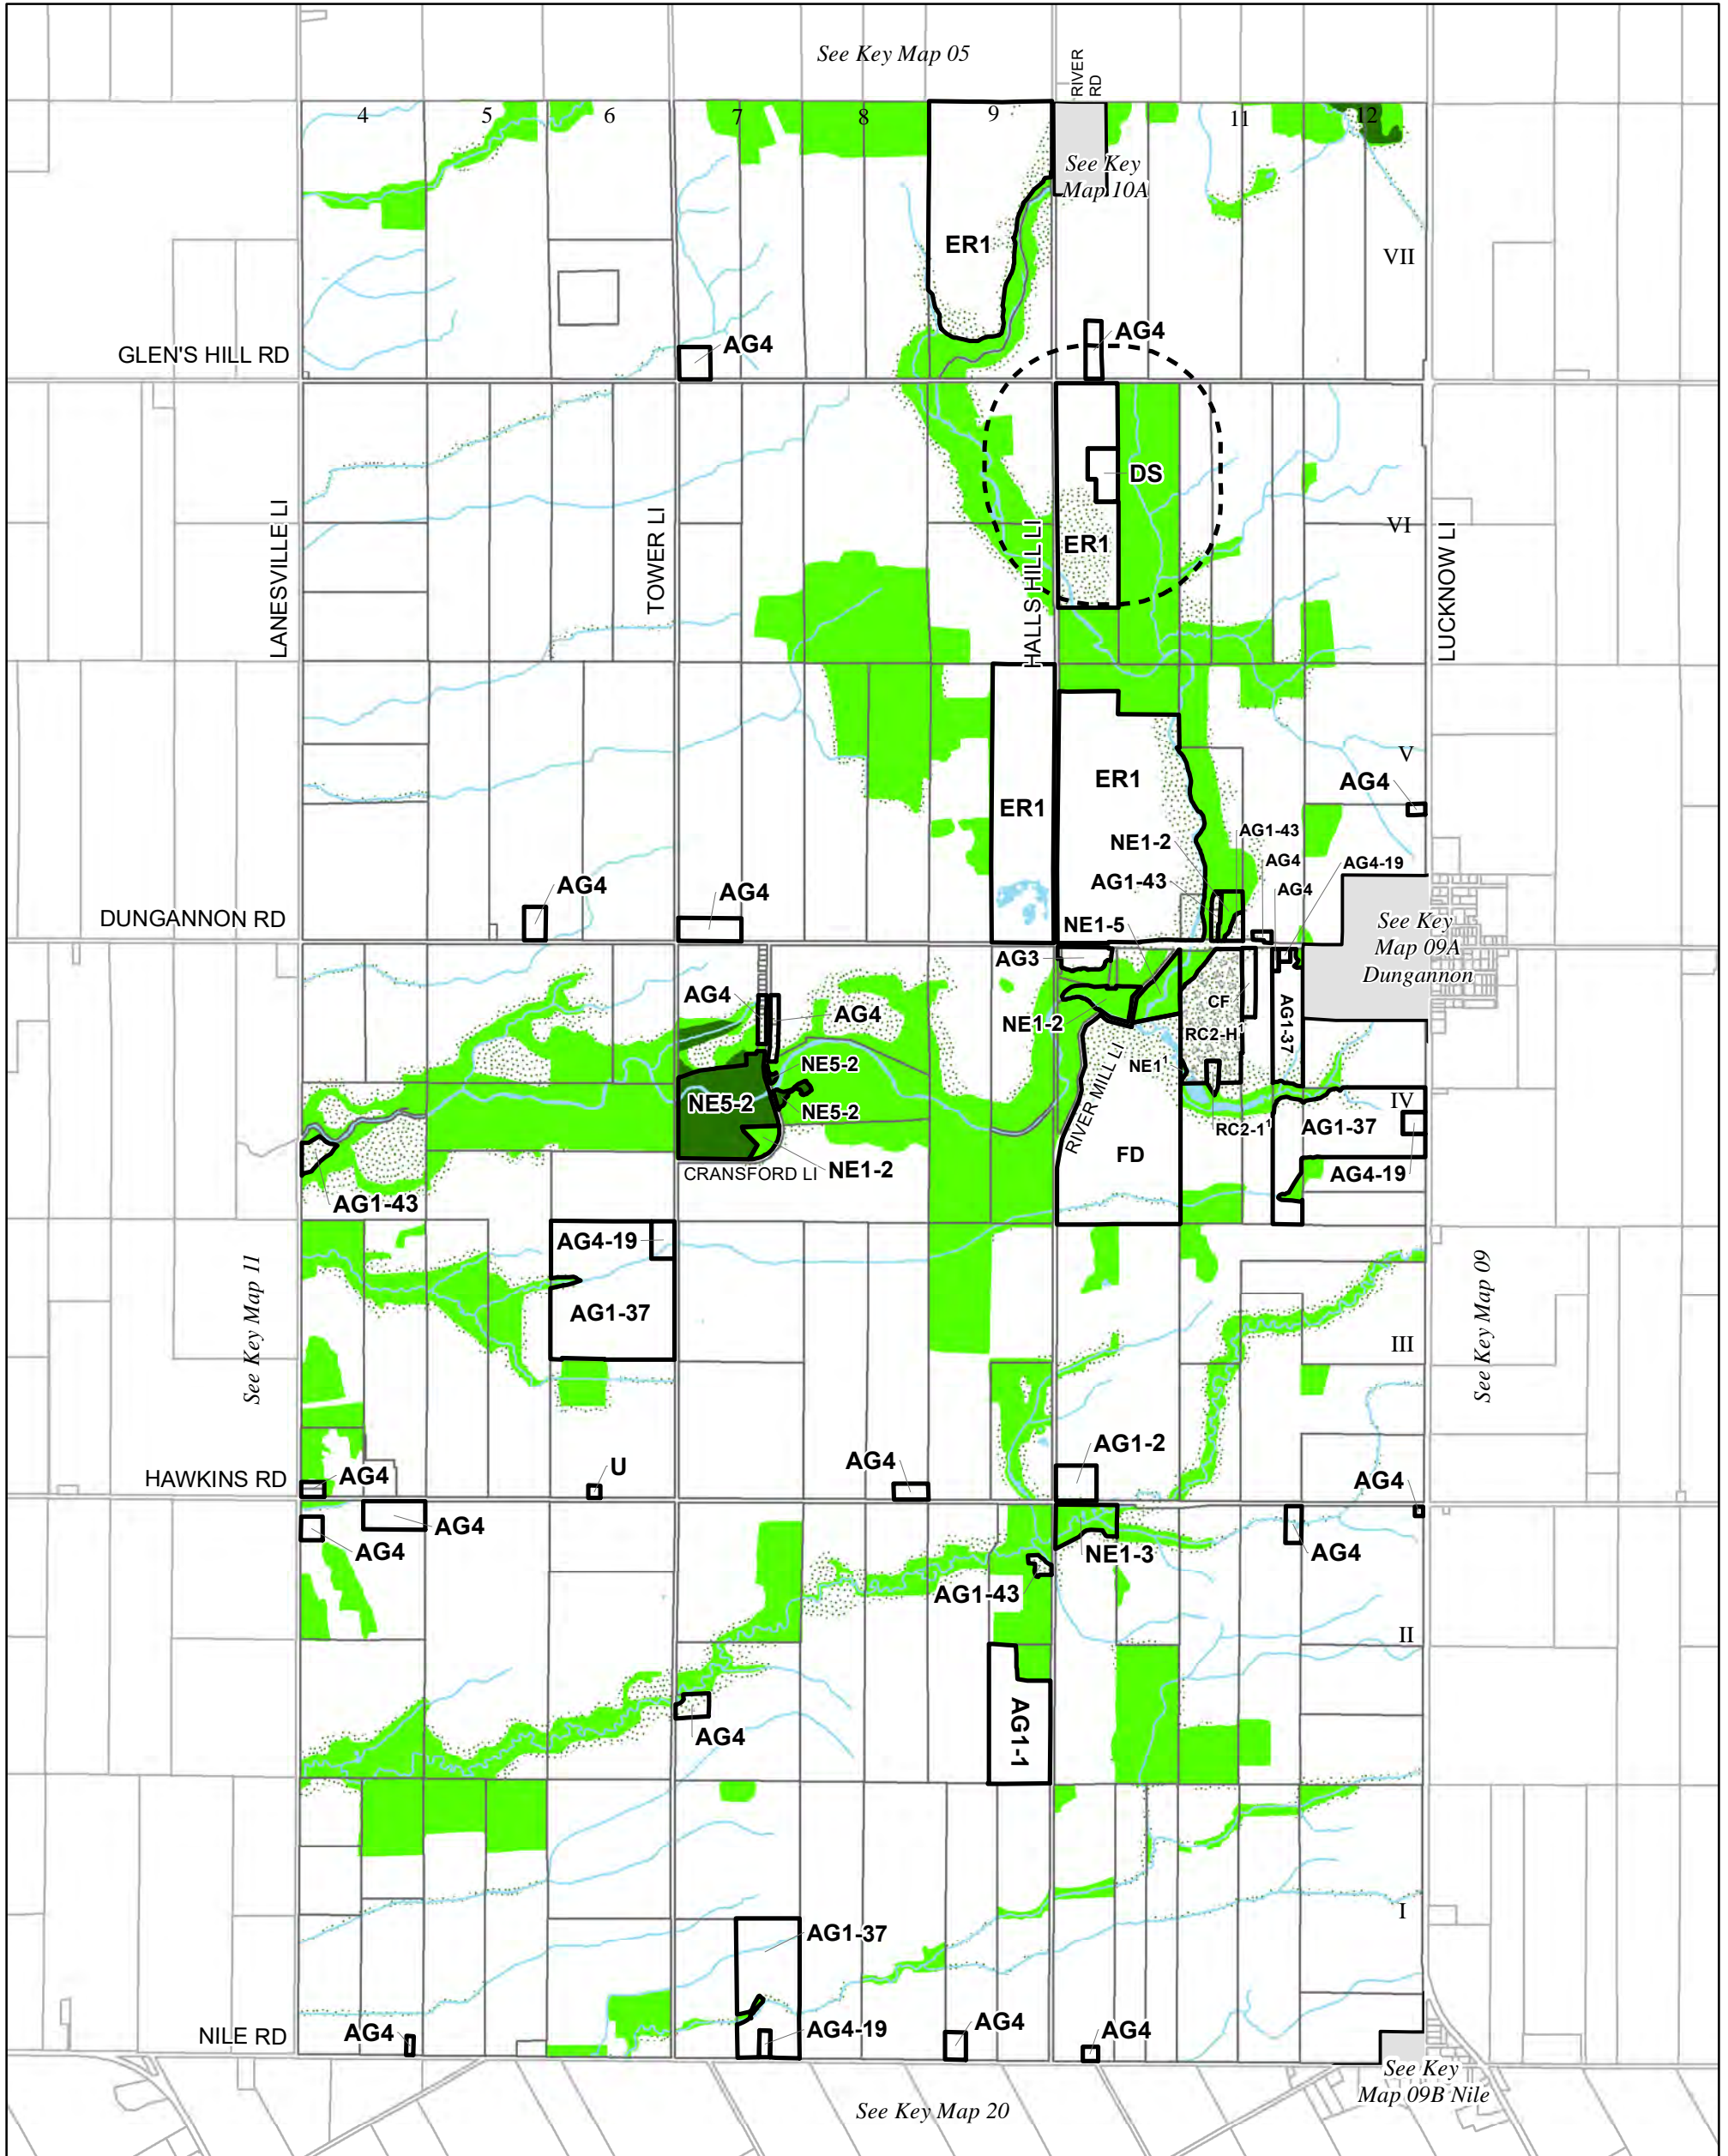 See Key Map 05
RIVER
RD
4
5
6
7
8
9
11
12
See Key
Map 10A
ER1
VII
GLEN'S HILL RD
AG4
AG4
DS
VI
ER1
LANESVILLE LI
TOWER LI
HALLS HILL LI
LUCKNOW LI
V
ER1
AG4
ER1
NE1-2
AG1-43
AG4
AG4-19
AG1-43
AG4
AG4
AG4
DUNGANNON RD
NE1-5
See Key
Map 09A
Dungannon
AG3
AG4
AG4
CF
AG1-37
NE1-2
RC2-H¹
RIVER MILL LI
NE1¹
NE5-2
NE5-2
NE5-2
IV
RC2-1¹
AG1-37
FD
CRANSFORD LI
NE1-2
AG4-19
AG1-43
AG4-19
See Key Map 11
AG1-37
See Key Map 09
III
AG1-2
HAWKINS RD
AG4
U
AG4
AG4
AG4
AG4
NE1-3
AG4
AG1-43
II
AG1-1
AG4
I
AG1-37
NILE RD
AG4
AG4-19
AG4
AG4
See Key
Map 09B Nile
See Key Map 20